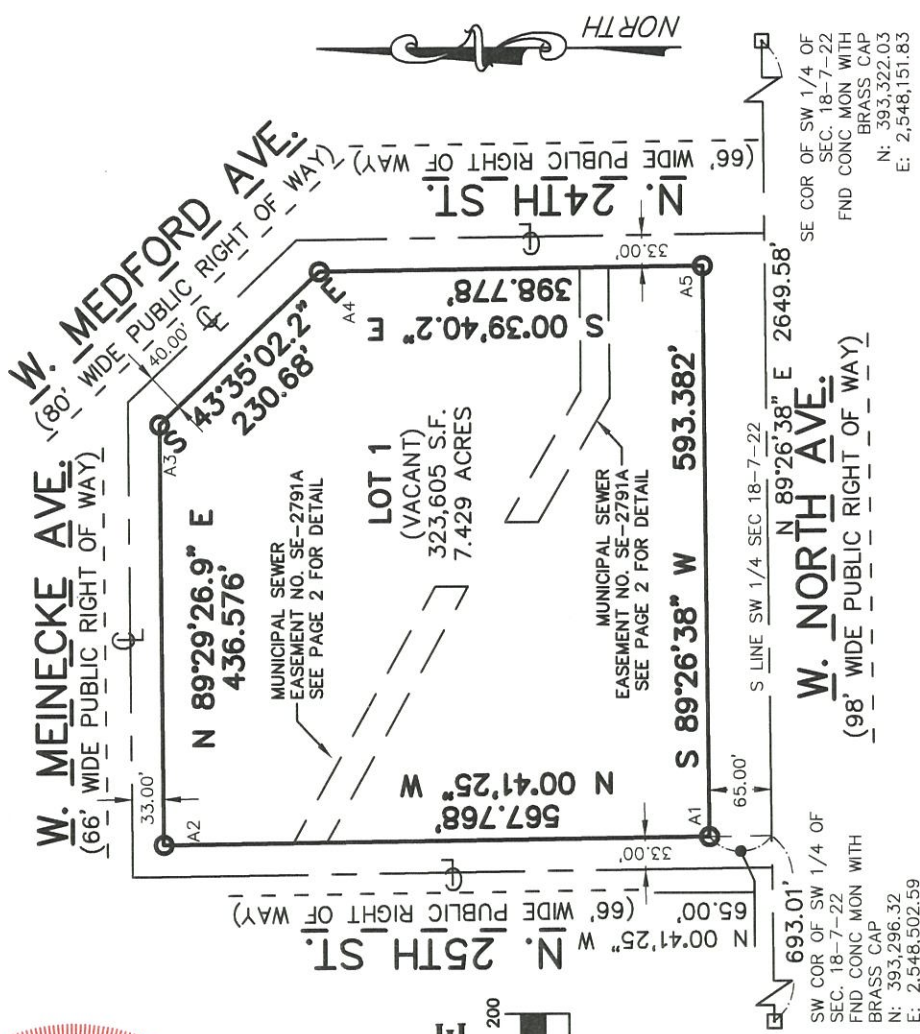 W. MEINECKE AVE.
(66' WIDE PUBLIC RIGHT OF WAY)
W. MEDFORD AVE.
(80' WIDE PUBLIC RIGHT OF WAY)
NORTH
33.00'
40.00'
A2
A3
N 89°29'26.9" E
436.576'
S 43°35'02.2" E
230.68'
A4
MUNICIPAL SEWER
EASEMENT NO. SE-2791A
SEE PAGE 2 FOR DETAIL
LOT 1
(VACANT)
323,605 S.F.
7.429 ACRES
S 00°39'40.2" E
398.778'
N. 24TH ST.
(66' WIDE PUBLIC RIGHT OF WAY)
33.00'
N. 25TH ST.
(66' WIDE PUBLIC RIGHT OF WAY)
N 00°41'25" W
567.768'
33.00'
MUNICIPAL SEWER
EASEMENT NO. SE-2791A
SEE PAGE 2 FOR DETAIL
S 89°26'38" W 593.382'
A1
A5
N 00°41'25" W
65.00'
65.00'
S LINE SW 1/4 SEC 18-7-22
N 89°26'38" E 2649.58'
693.01'
W. NORTH AVE.
(98' WIDE PUBLIC RIGHT OF WAY)
SW COR OF SW 1/4 OF
SEC. 18-7-22
FND CONC MON WITH
BRASS CAP
N: 393,296.32
E: 2,548,502.59
SE COR OF SW 1/4 OF
SEC. 18-7-22
FND CONC MON WITH
BRASS CAP
N: 393,322.03
E: 2,548,151.83
200